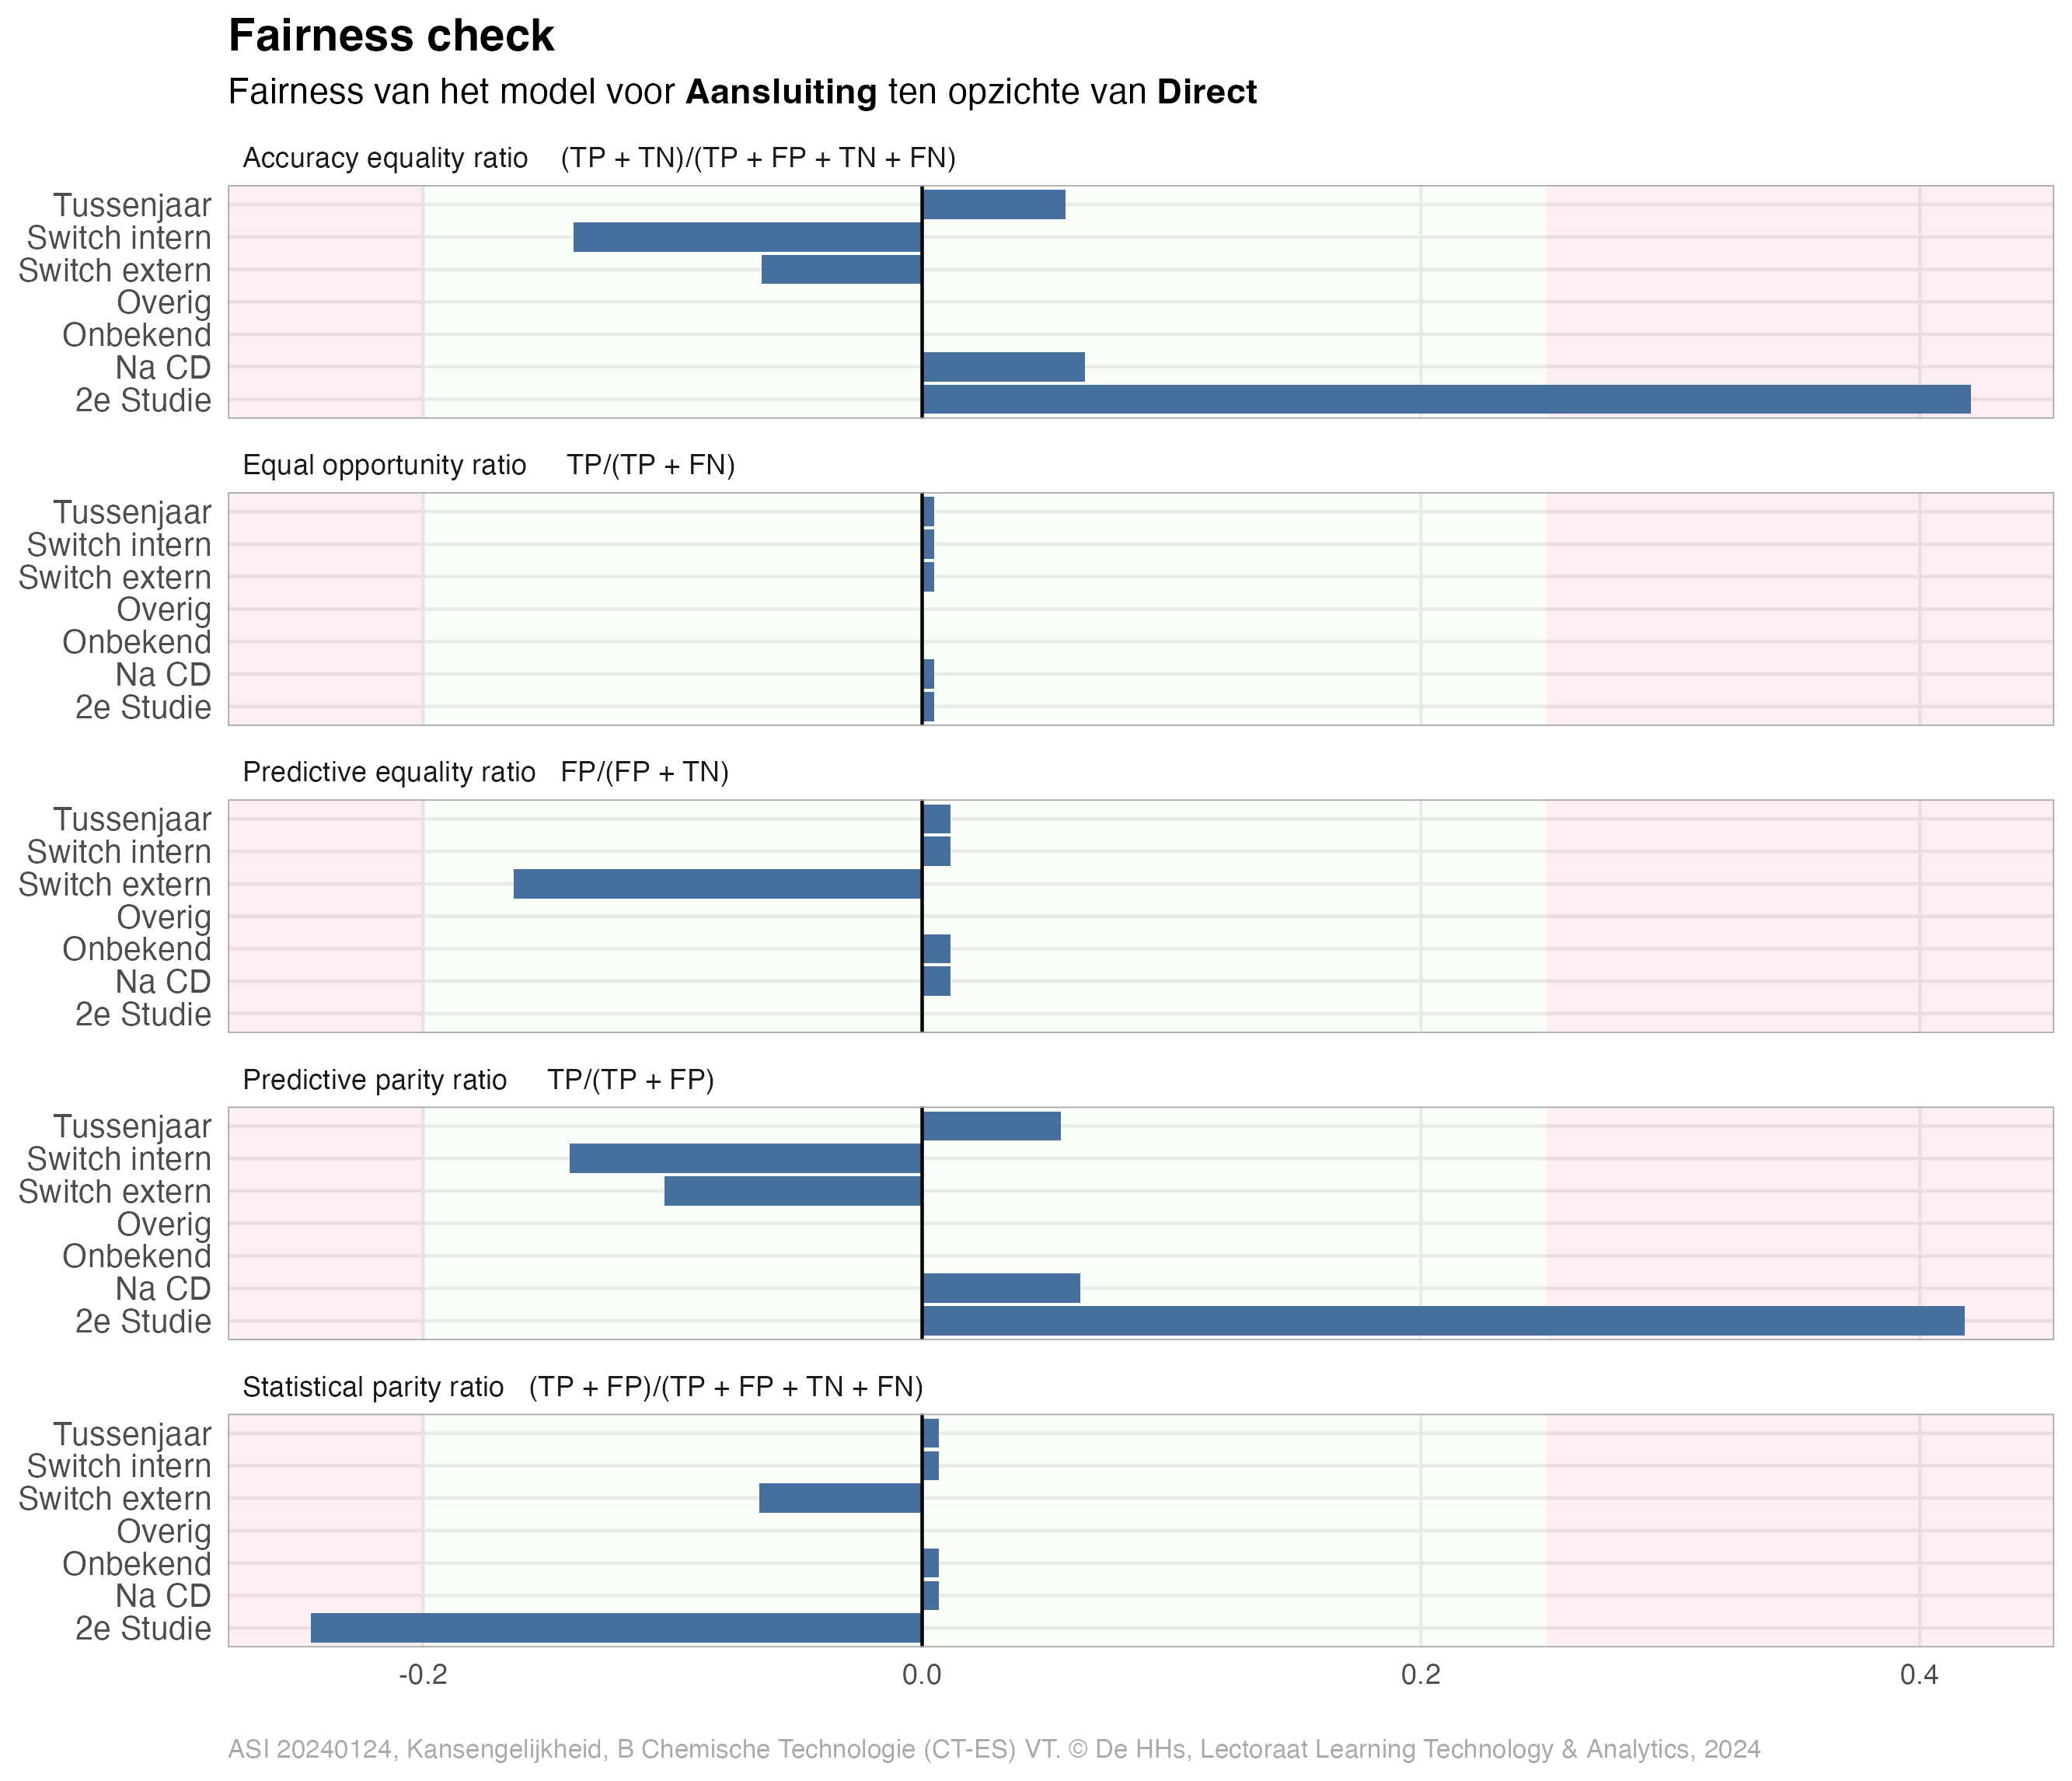 Fairness check
Fairness van het model voor Aansluiting ten opzichte van Direct
Accuracy equality ratio (TP + TN)/(TP + FP + TN + FN)
Tussenjaar
Switch intern
Switch extern
Overig
Onbekend
Na CD
2e Studie
Equal opportunity ratio TP/(TP + FN)
Tussenjaar
Switch intern
Switch extern
Overig
Onbekend
Na CD
2e Studie
Predictive equality ratio FP/(FP + TN)
Tussenjaar
Switch intern
Switch extern
Overig
Onbekend
Na CD
2e Studie
Predictive parity ratio TP/(TP + FP)
Tussenjaar
Switch intern
Switch extern
Overig
Onbekend
Na CD
2e Studie
Statistical parity ratio (TP + FP)/(TP + FP + TN + FN)
Tussenjaar
Switch intern
Switch extern
Overig
Onbekend
Na CD
2e Studie
-0.2 0.0 0.2 0.4
ASI 20240124, Kansengelijkheid, B Chemische Technologie (CT-ES) VT. © De HHs, Lectoraat Learning Technology & Analytics, 2024